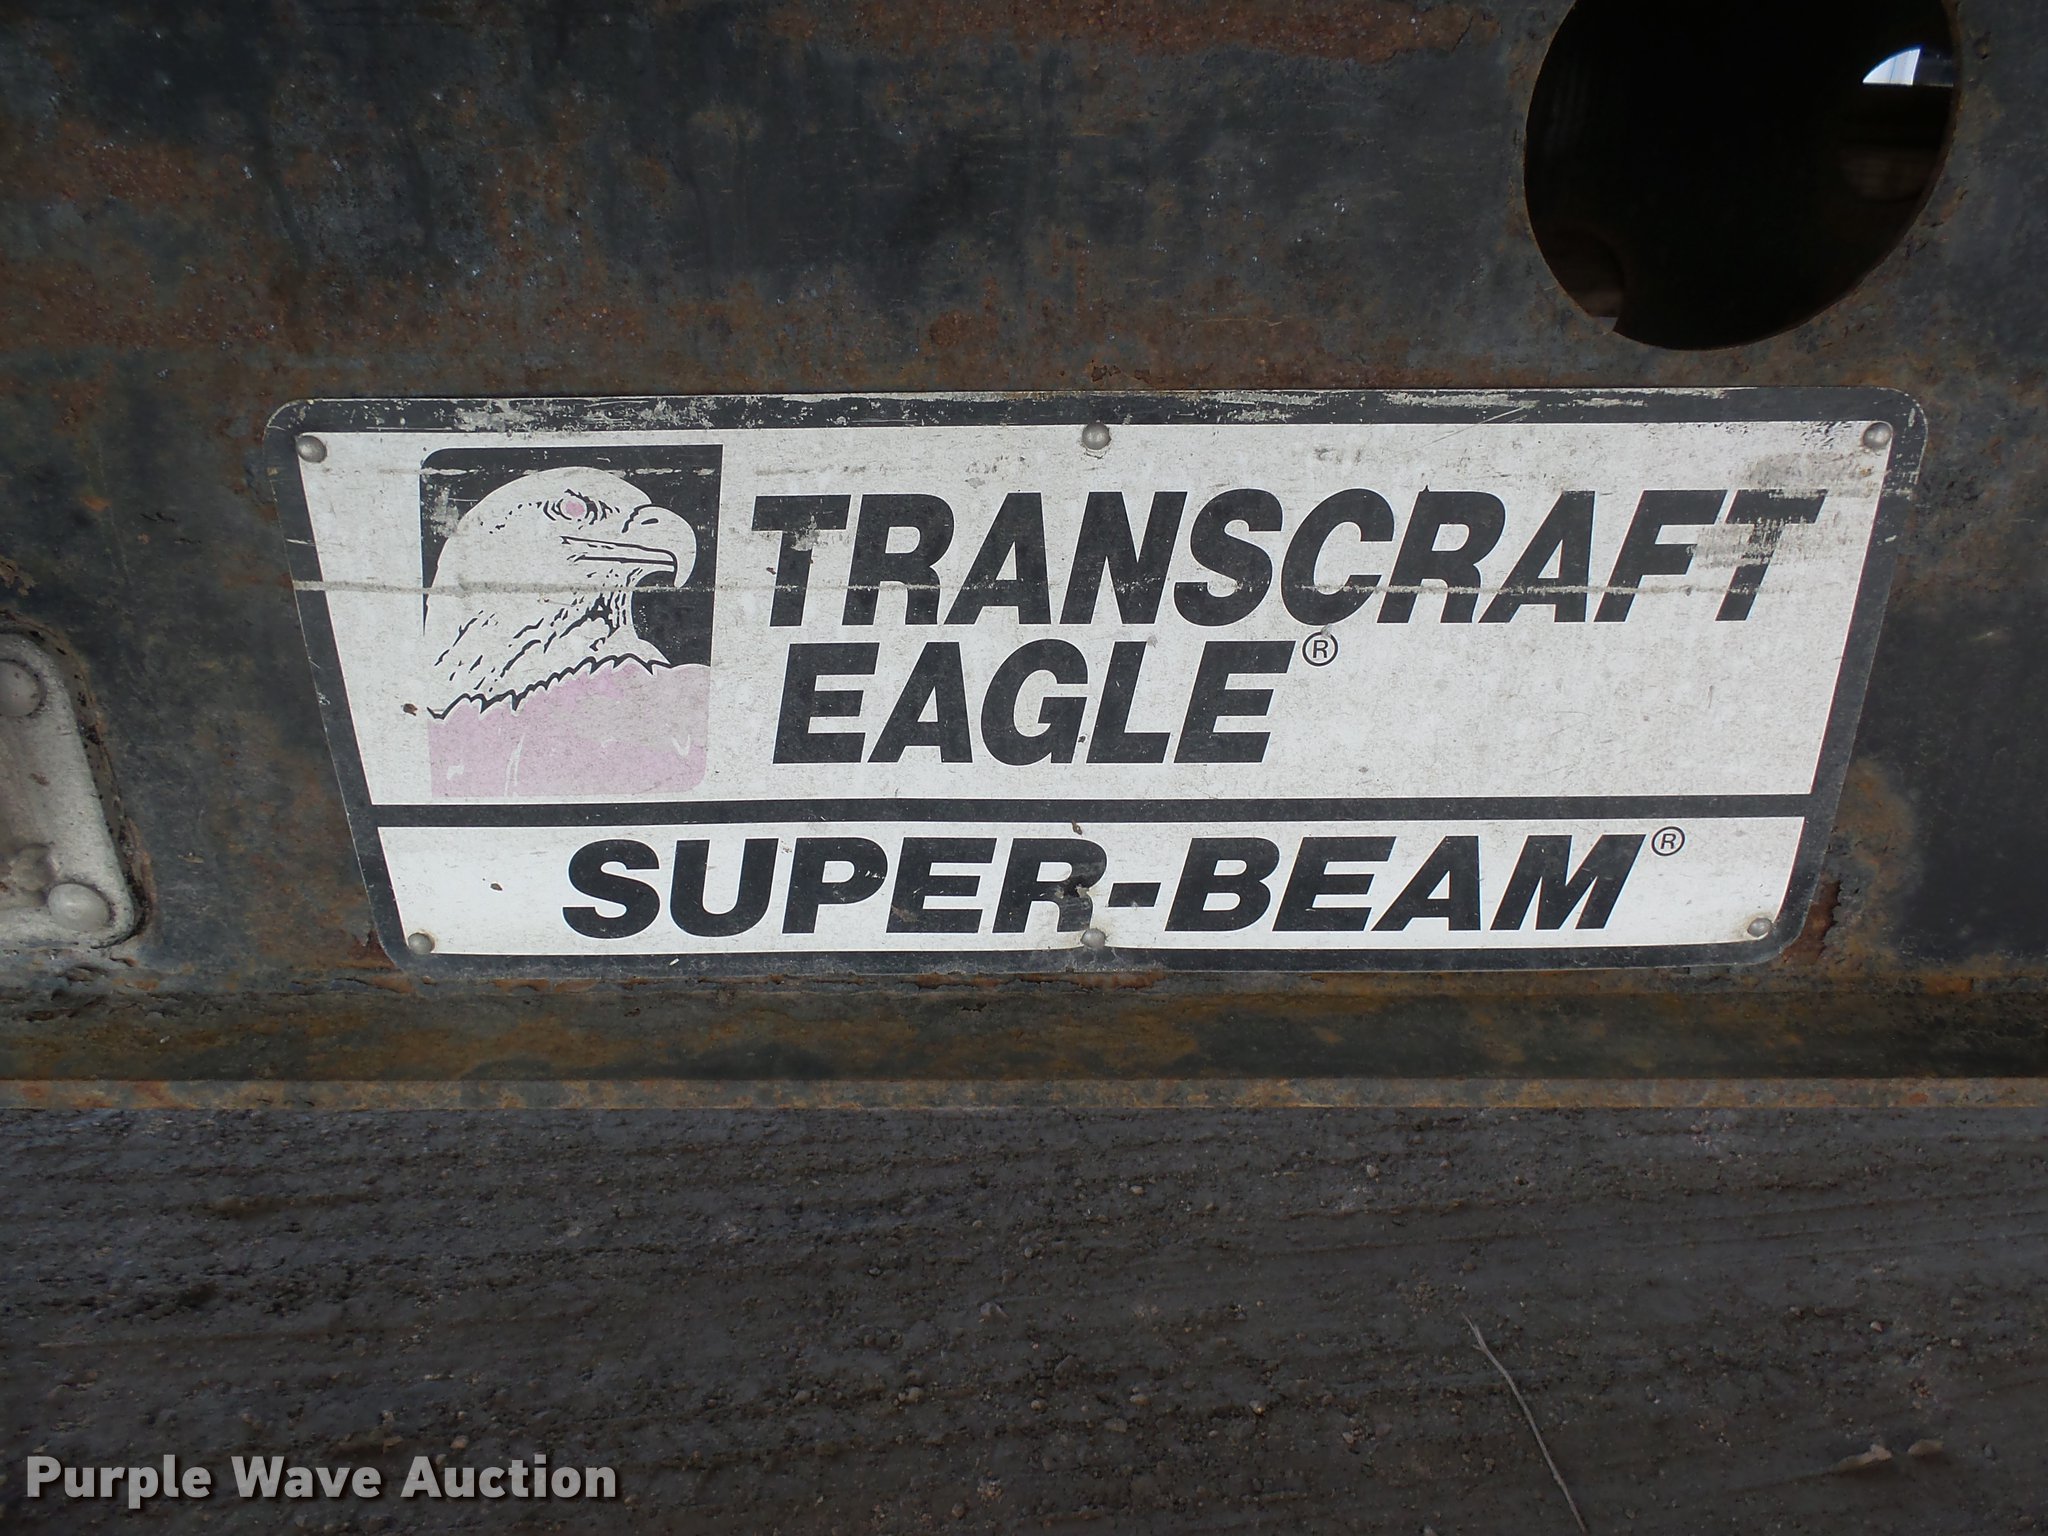 TRANSCRAFT
EAGLE®
SUPER-BEAM®
Purple Wave Auction